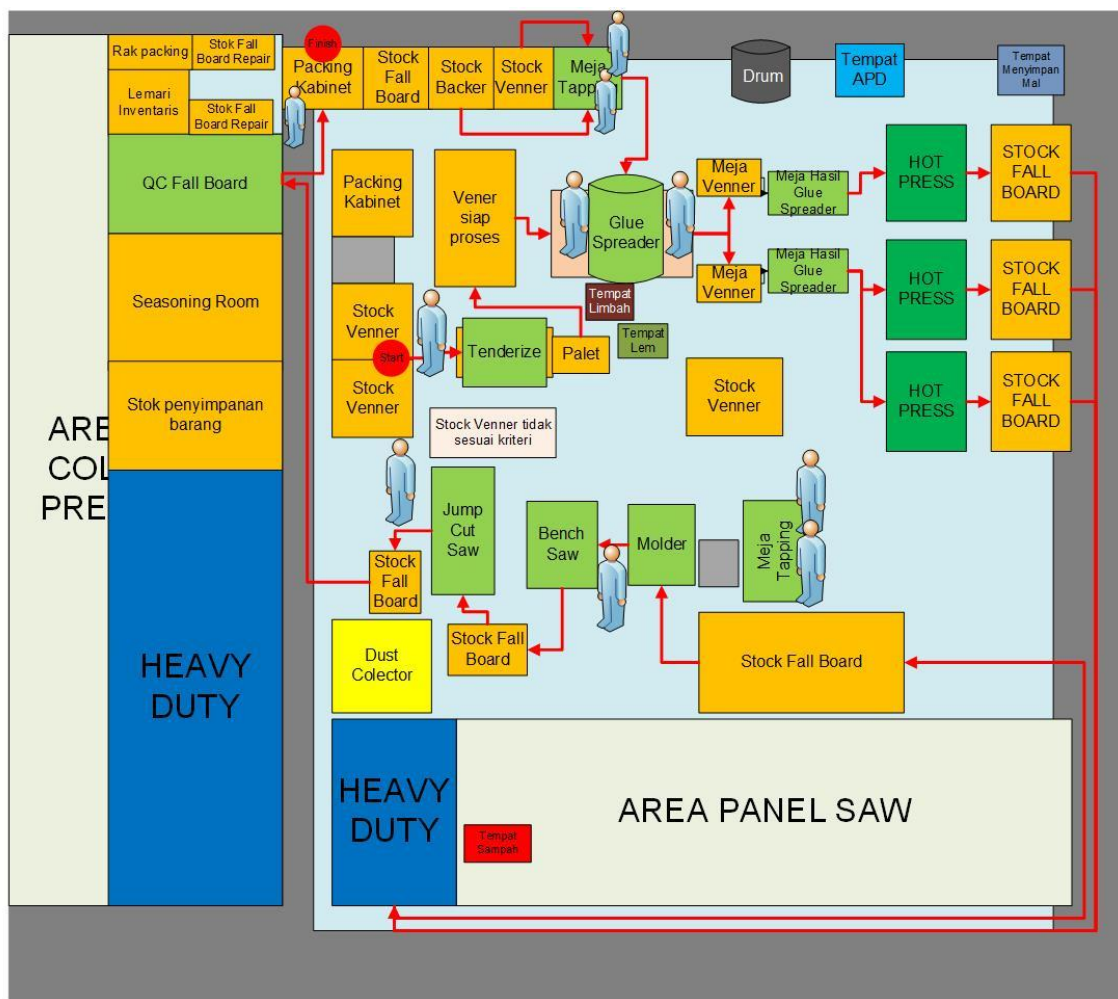 Rak packing
Stok Fall
Board Repair
Lemari
Inventaris
Stok Fall
Board Repair
QC Fall Board
Seasoning Room
Stok penyimpanan
barang
HEAVY
DUTY
Finish
Packing
Kabinet
Stock
Fall
Board
Stock
Backer
Stock
Venner
Meja
Drum
Tempat
APD
Tempat
Menyimpan
Mal
Packing
Kabinet
Vener
siap
proses
Glue
Spreader
Meja
Venner
Meja Hasil
Glue
Spreader
HOT
PRESS
STOCK
FALL
BOARD
Meja
Venner
Meja Hasil
Glue
Spreader
HOT
PRESS
STOCK
FALL
BOARD
Tempat
Limbah
Tempat
Lem
Stock
Venner
Start
Stock
Venner
Tenderize
Palet
Stock
Venner
HOT
PRESS
STOCK
FALL
BOARD
Stock Venner tidak
sesuai kriteri
Jump
Cut
Saw
Bench
Saw
Molder
Meja
Tapping
Stock
Fall
Board
Stock Fall
Board
Stock Fall Board
Dust
Colector
HEAVY
DUTY
AREA PANEL SAW
Tempat
Sampah